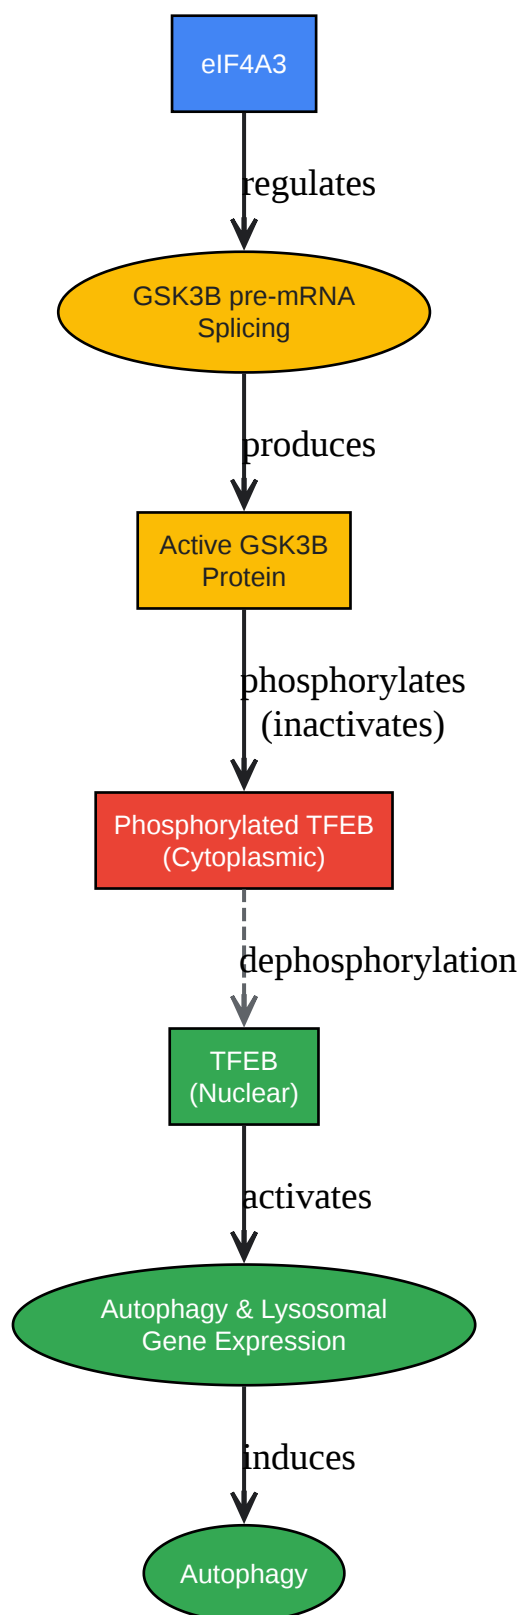 eIF4A3
regulates
GSK3B pre-mRNA
Splicing
produces
Active GSK3B
Protein
phosphorylates
(inactivates)
Phosphorylated TFEB
(Cytoplasmic)
dephosphorylation
TFEB
(Nuclear)
activates
Autophagy & Lysosomal
Gene Expression
induces
Autophagy